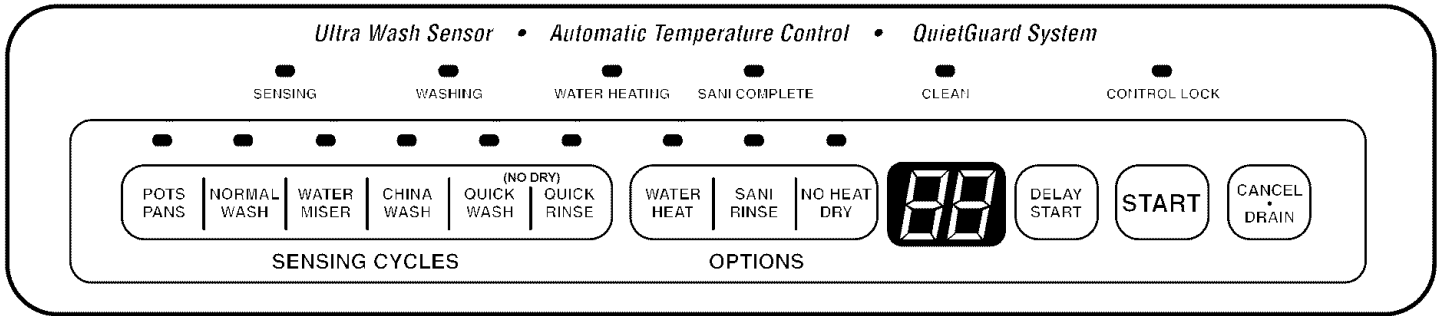 Ultra Wash Sensor • Automatic Temperature Control • QuietGuard System
SENSING WASHING WATER HEATING SANI COMPLETE CLEAN CONTROL LOCK
POTS PANS
NORMAL WASH
WATER MISER
CHINA WASH
(NO DRY)
QUICK WASH
QUICK RINSE
WATER HEAT
SANI RINSE
NO HEAT DRY
88
DELAY START
START
CANCEL • DRAIN
SENSING CYCLES OPTIONS